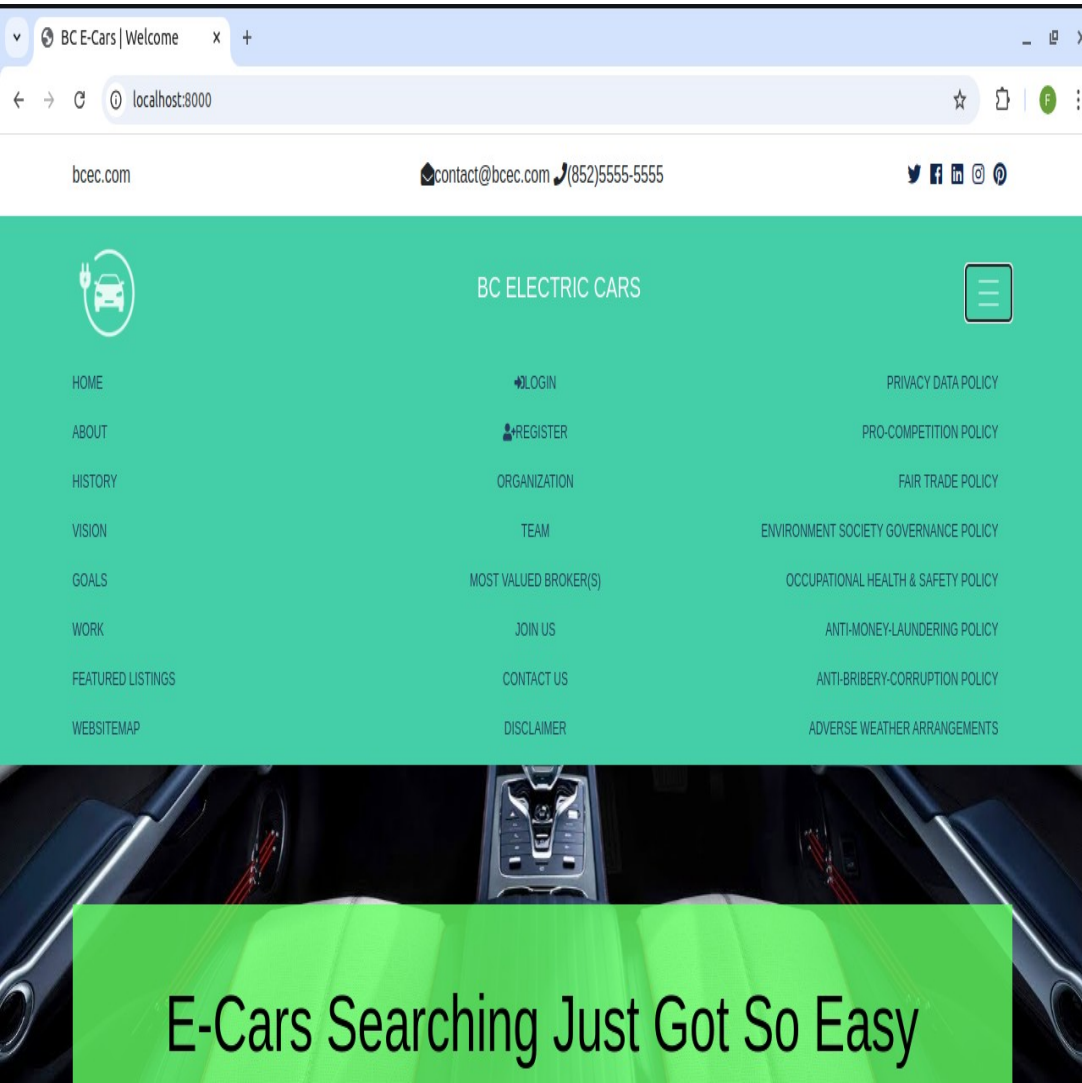 BC E-Cars | Welcome
localhost:8000
F
bcec.com contact@bcec.com (852)5555-5555
BC ELECTRIC CARS
HOME LOGIN PRIVACY DATA POLICY
ABOUT REGISTER PRO-COMPETITION POLICY
HISTORY ORGANIZATION FAIR TRADE POLICY
VISION TEAM ENVIRONMENT SOCIETY GOVERNANCE POLICY
GOALS MOST VALUED BROKER(S) OCCUPATIONAL HEALTH & SAFETY POLICY
WORK JOIN US ANTI-MONEY-LAUNDERING POLICY
FEATURED LISTINGS CONTACT US ANTI-BRIBERY-CORRUPTION POLICY
WEBSITEMAP DISCLAIMER ADVERSE WEATHER ARRANGEMENTS
E-Cars Searching Just Got So Easy